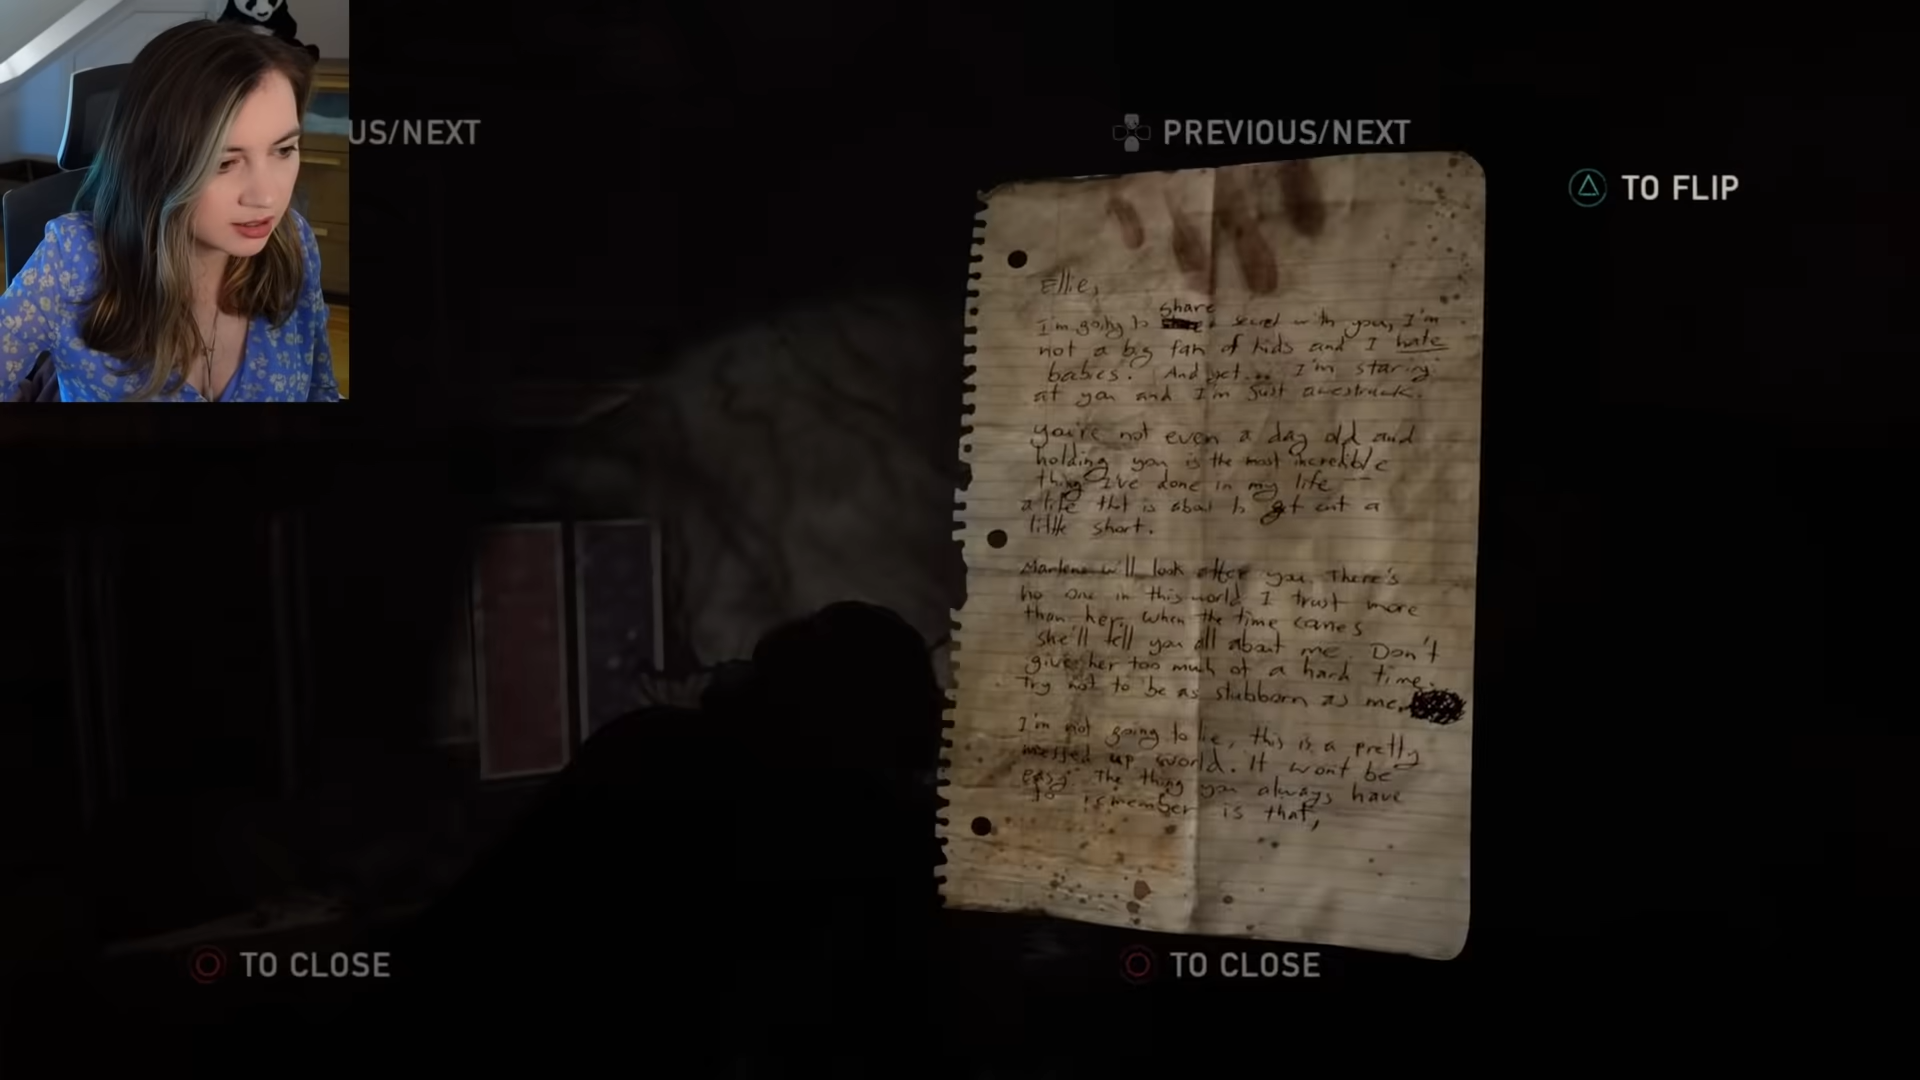 US/NEXT
PREVIOUS/NEXT
TO FLIP
Ellie,
share
I'm going to a secret with you, I'm
not a big fan of kids and I hate
babies. And yet... I'm staring
at you and I'm just awestruck.
You're not even a day old and
holding you is the most incredible
thing I've done in my life --
a life that is about to get cut a
little short.
Marlene will look after you. There's
no one in this world I trust more
than her. When the time comes
she'll tell you all about me. Don't
give her too much of a hard time.
Try not to be as stubborn as me.
I'm not going to lie, this is a pretty
messed up world. It won't be
easy. The thing you always have
to remember is that,
TO CLOSE
TO CLOSE